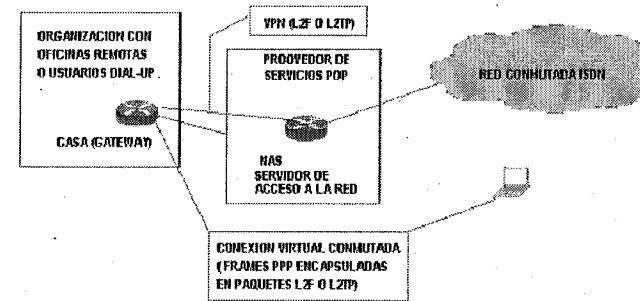 ORGANIZACION CON
OFICINAS REMOTAS
O USUARIOS DIAL-UP
CASA (GATEWAY)
VPN (L2F O L2TP)
PROOVEDOR DE
SERVICIOS POP
NAS
SERVIDOR DE
ACCESO A LA RED
RED CONMUTADA ISDN
CONEXION VIRTUAL CONMUTADA
(FRAMES PPP ENCAPSULADAS
EN PAQUETES L2F O L2TP)